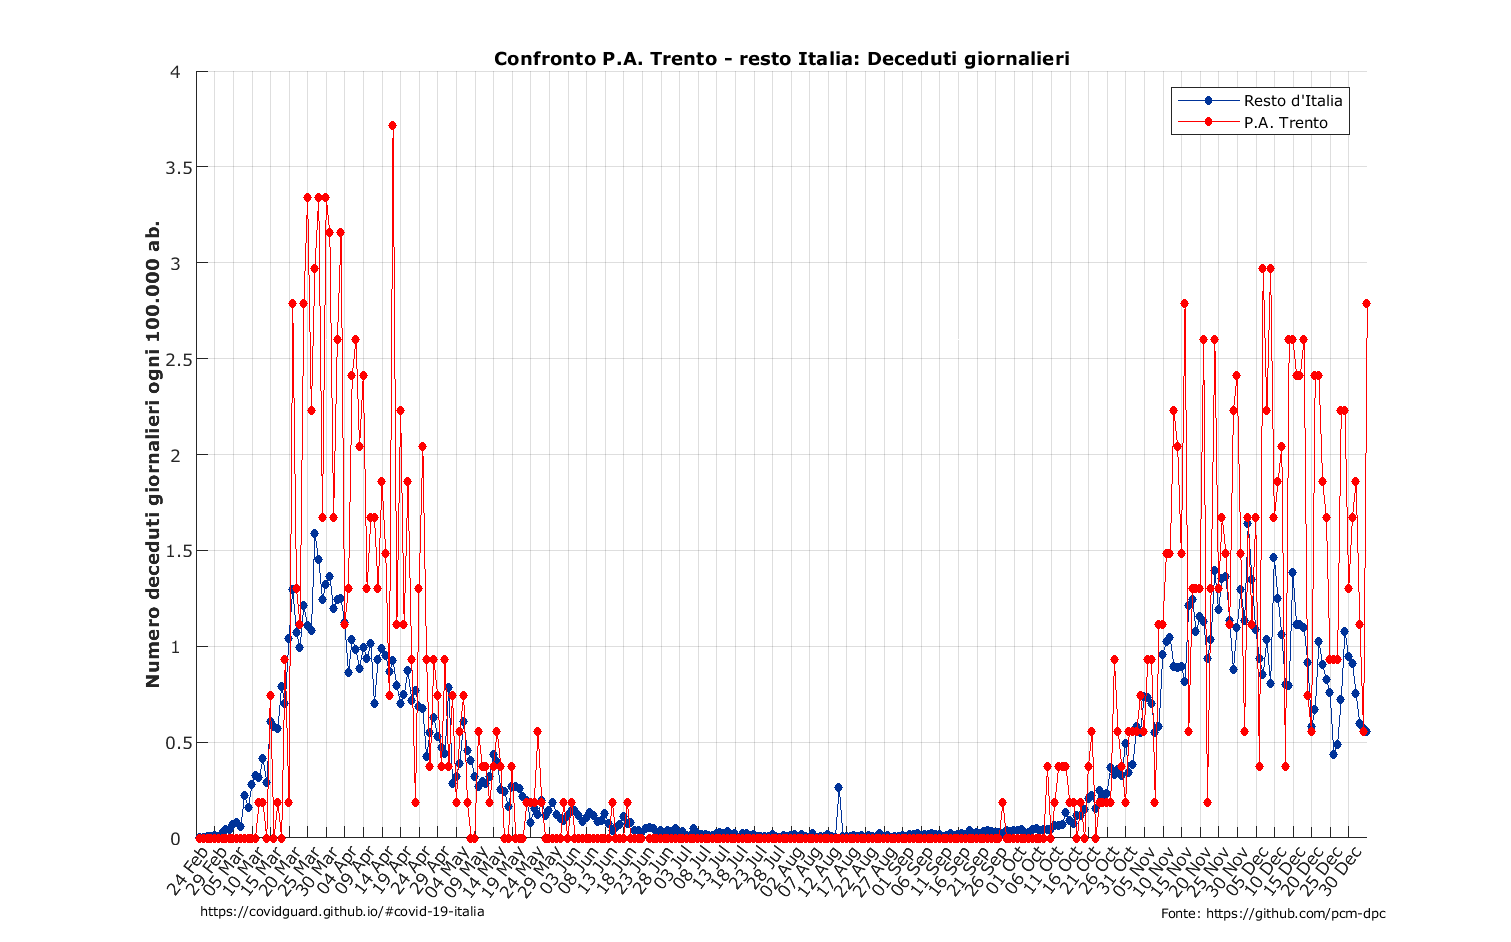 Confronto P.A. Trento - resto Italia: Deceduti giornalieri
Resto d'Italia
P.A. Trento
Numero deceduti giornalieri ogni 100.000 ab.
4
3.5
3
2.5
2
1.5
1
0.5
0
24 Feb
29 Feb
05 Mar
10 Mar
15 Mar
20 Mar
25 Mar
30 Mar
04 Apr
09 Apr
14 Apr
19 Apr
24 Apr
29 Apr
04 May
09 May
14 May
19 May
24 May
29 May
03 Jun
08 Jun
13 Jun
18 Jun
23 Jun
28 Jun
03 Jul
08 Jul
13 Jul
18 Jul
23 Jul
28 Jul
02 Aug
07 Aug
12 Aug
17 Aug
22 Aug
27 Aug
01 Sep
06 Sep
11 Sep
16 Sep
21 Sep
26 Sep
01 Oct
06 Oct
11 Oct
16 Oct
21 Oct
26 Oct
31 Oct
05 Nov
10 Nov
15 Nov
20 Nov
25 Nov
30 Nov
05 Dec
10 Dec
15 Dec
20 Dec
25 Dec
30 Dec
https://covidguard.github.io/#covid-19-italia
Fonte: https://github.com/pcm-dpc